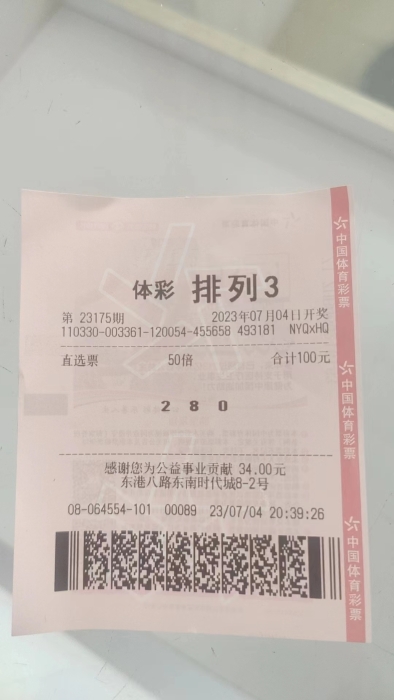 体彩 排列3
第 23175期 2023年07月04日开奖
110330-003361-120054-455658 493181 NYQxHQ
直选票 50倍 合计100元
2 8 0
感谢您为公益事业贡献 34.00元
东港八路东南时代城8-2号
08-064554-101 00089 23/07/04 20:39:26
中国体育彩票
中国体育彩票
中国体育彩票